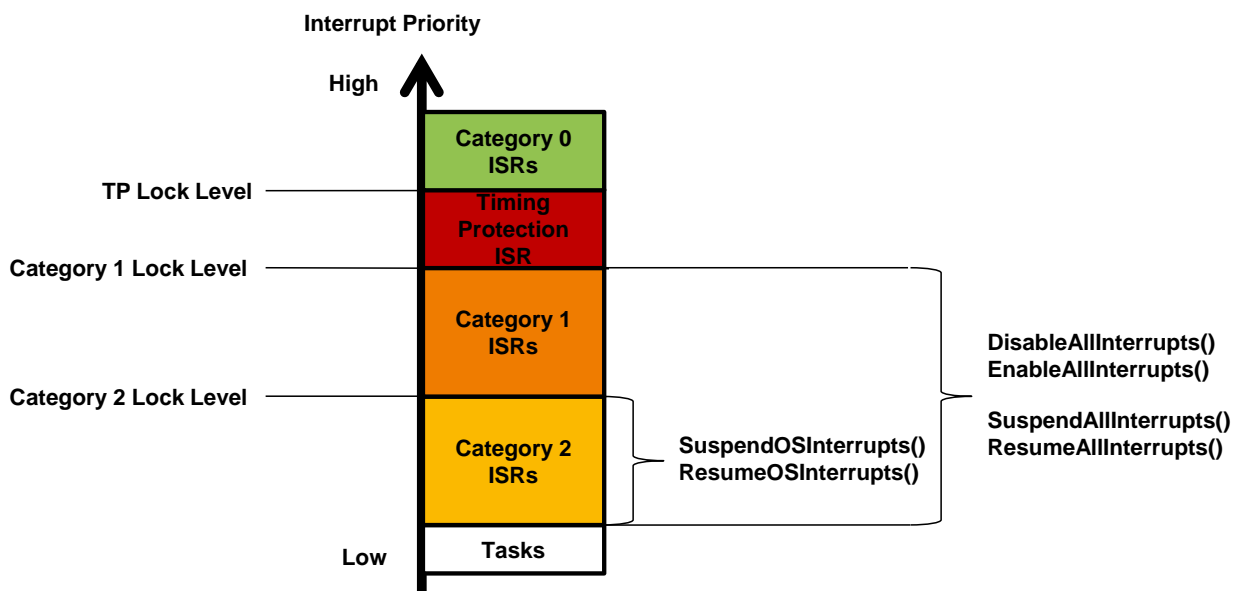 Interrupt Priority
High
Category 0
ISRs
TP Lock Level
Timing
Protection
ISR
Category 1 Lock Level
Category 1
ISRs
DisableAllInterrupts()
EnableAllInterrupts()
Category 2 Lock Level
SuspendAllInterrupts()
ResumeAllInterrupts()
Category 2
ISRs
SuspendOSInterrupts()
ResumeOSInterrupts()
Tasks
Low